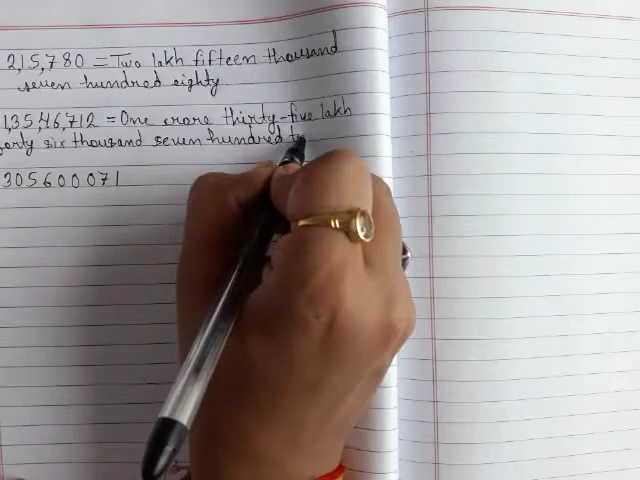 2,15,780 = Two lakh fifteen thousand
seven hundred eighty.
1,35,46,712 = One crore thirty-five lakh
orty six thousand seven hundred t
305600071